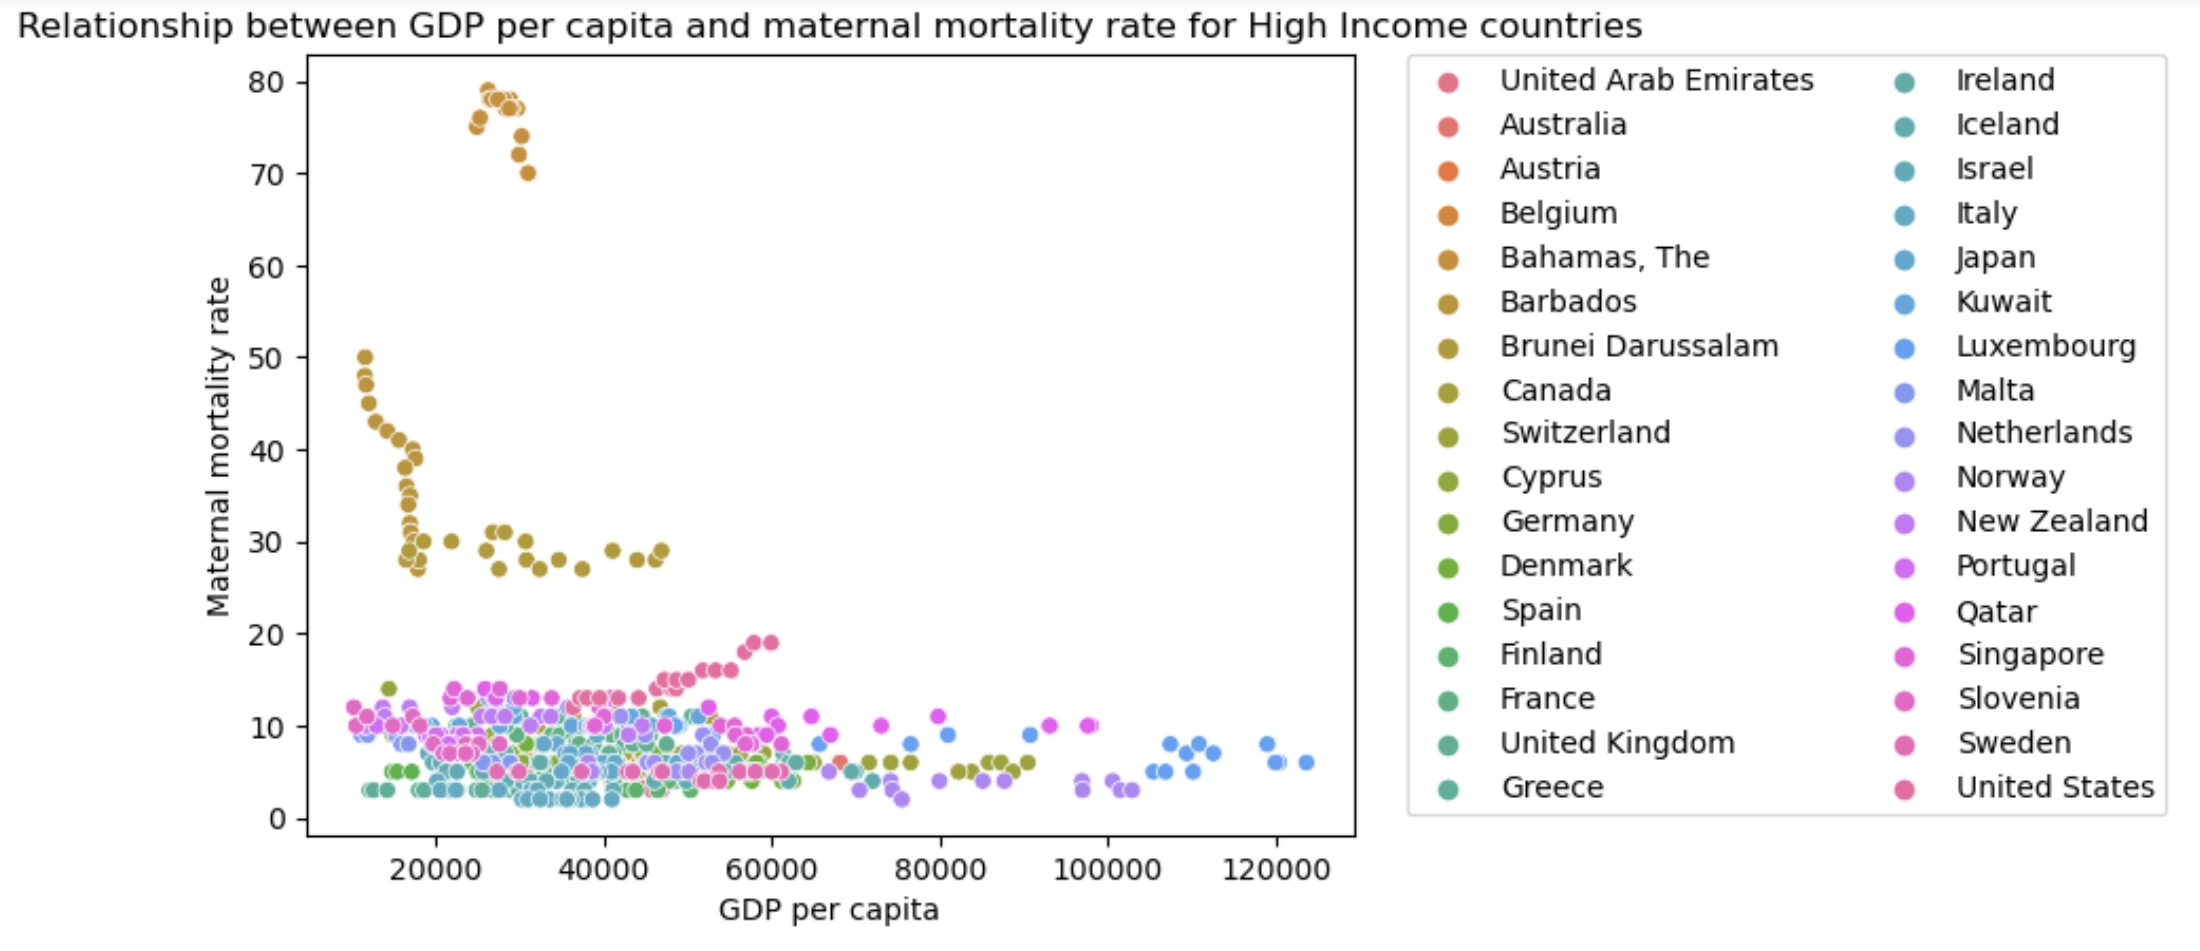 Relationship between GDP per capita and maternal mortality rate for High Income countries
80
70
60
50
40
30
20
10
0
Maternal mortality rate
20000 40000 60000 80000 100000 120000
GDP per capita
United Arab Emirates
Australia
Austria
Belgium
Bahamas, The
Barbados
Brunei Darussalam
Canada
Switzerland
Cyprus
Germany
Denmark
Spain
Finland
France
United Kingdom
Greece
Ireland
Iceland
Israel
Italy
Japan
Kuwait
Luxembourg
Malta
Netherlands
Norway
New Zealand
Portugal
Qatar
Singapore
Slovenia
Sweden
United States